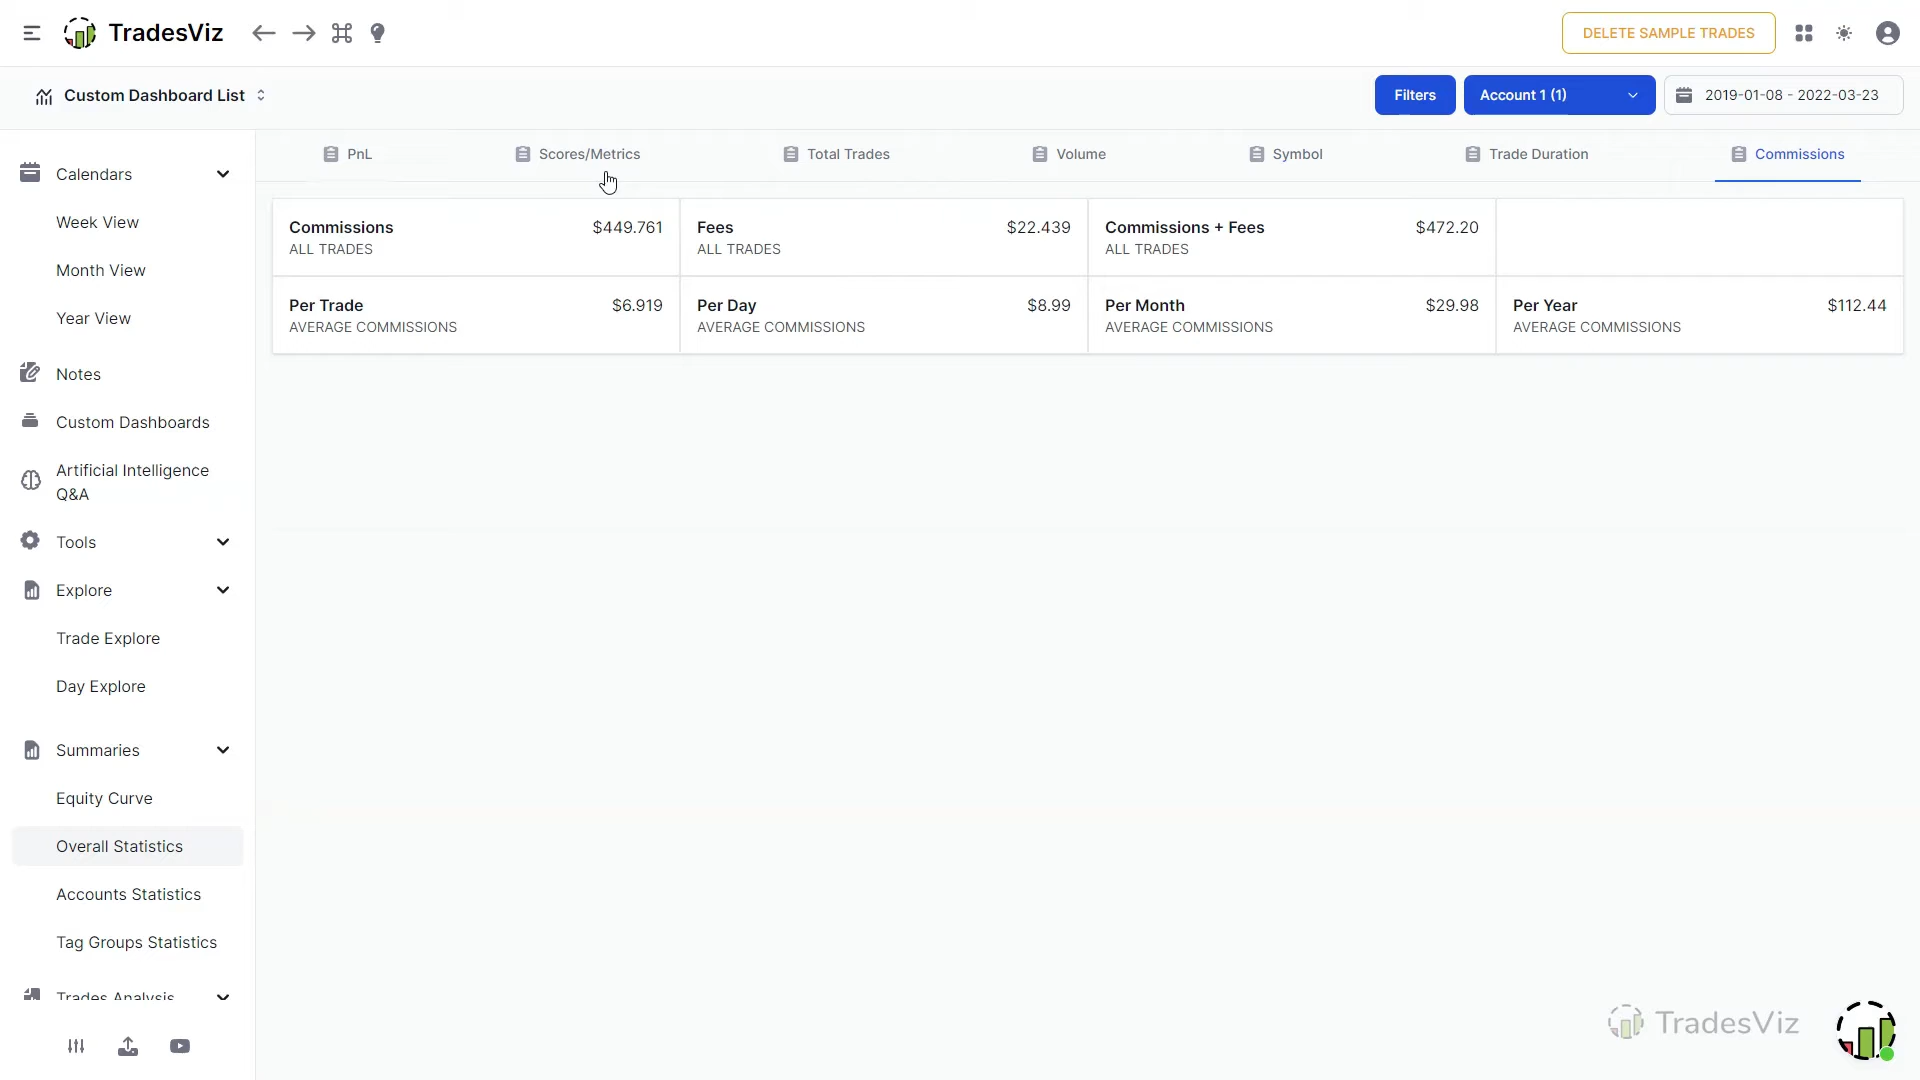 TradesViz
DELETE SAMPLE TRADES
Custom Dashboard List
Filters
Account 1 (1)
2019-01-08 - 2022-03-23
Calendars
Week View
Month View
Year View
Notes
Custom Dashboards
Artificial Intelligence
Q&A
Tools
Explore
Trade Explore
Day Explore
Summaries
Equity Curve
Overall Statistics
Accounts Statistics
Tag Groups Statistics
Trades Analysis
PnL
Scores/Metrics
Total Trades
Volume
Symbol
Trade Duration
Commissions
Commissions $449.761
ALL TRADES
Fees $22.439
ALL TRADES
Commissions + Fees $472.20
ALL TRADES
Per Trade $6.919
AVERAGE COMMISSIONS
Per Day $8.99
AVERAGE COMMISSIONS
Per Month $29.98
AVERAGE COMMISSIONS
Per Year $112.44
AVERAGE COMMISSIONS
TradesViz